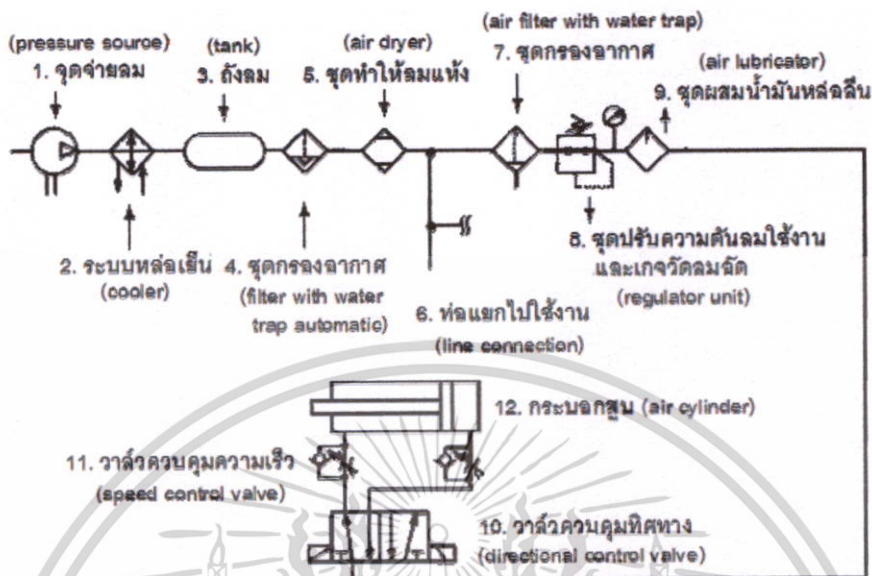 (pressure source)
1. จุดจ่ายลม
(tank)
3. ถังลม
(air dryer)
5. ชุดทำให้ลมแห้ง
(air filter with water trap)
7. ชุดกรองอากาศ
(air lubricator)
9. ชุดผสมน้ำมันหล่อลื่น
2. ระบบหล่อเย็น
(cooler)
4. ชุดกรองอากาศ
(filter with water
trap automatic)
6. ท่อแยกไปใช้งาน
(line connection)
8. ชุดปรับความดันลมใช้งาน
และเกจวัดลมอัด
(regulator unit)
12. กระบอกสูบ (air cylinder)
11. วาล์วควบคุมความเร็ว
(speed control valve)
10. วาล์วควบคุมทิศทาง
(directional control valve)